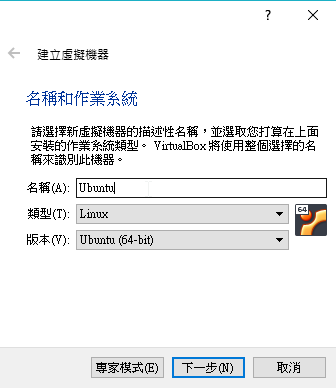 ?
建立虛擬機器
名稱和作業系統
請選擇新虛擬機器的描述性名稱，並選取您打算在上面
安裝的作業系統類型。 VirtualBox 將使用整個選擇的名
稱來識別此機器。
名稱(A): Ubuntu
類型(T): Linux
64
版本(V): Ubuntu (64-bit)
專家模式(E) 下一步(N) 取消